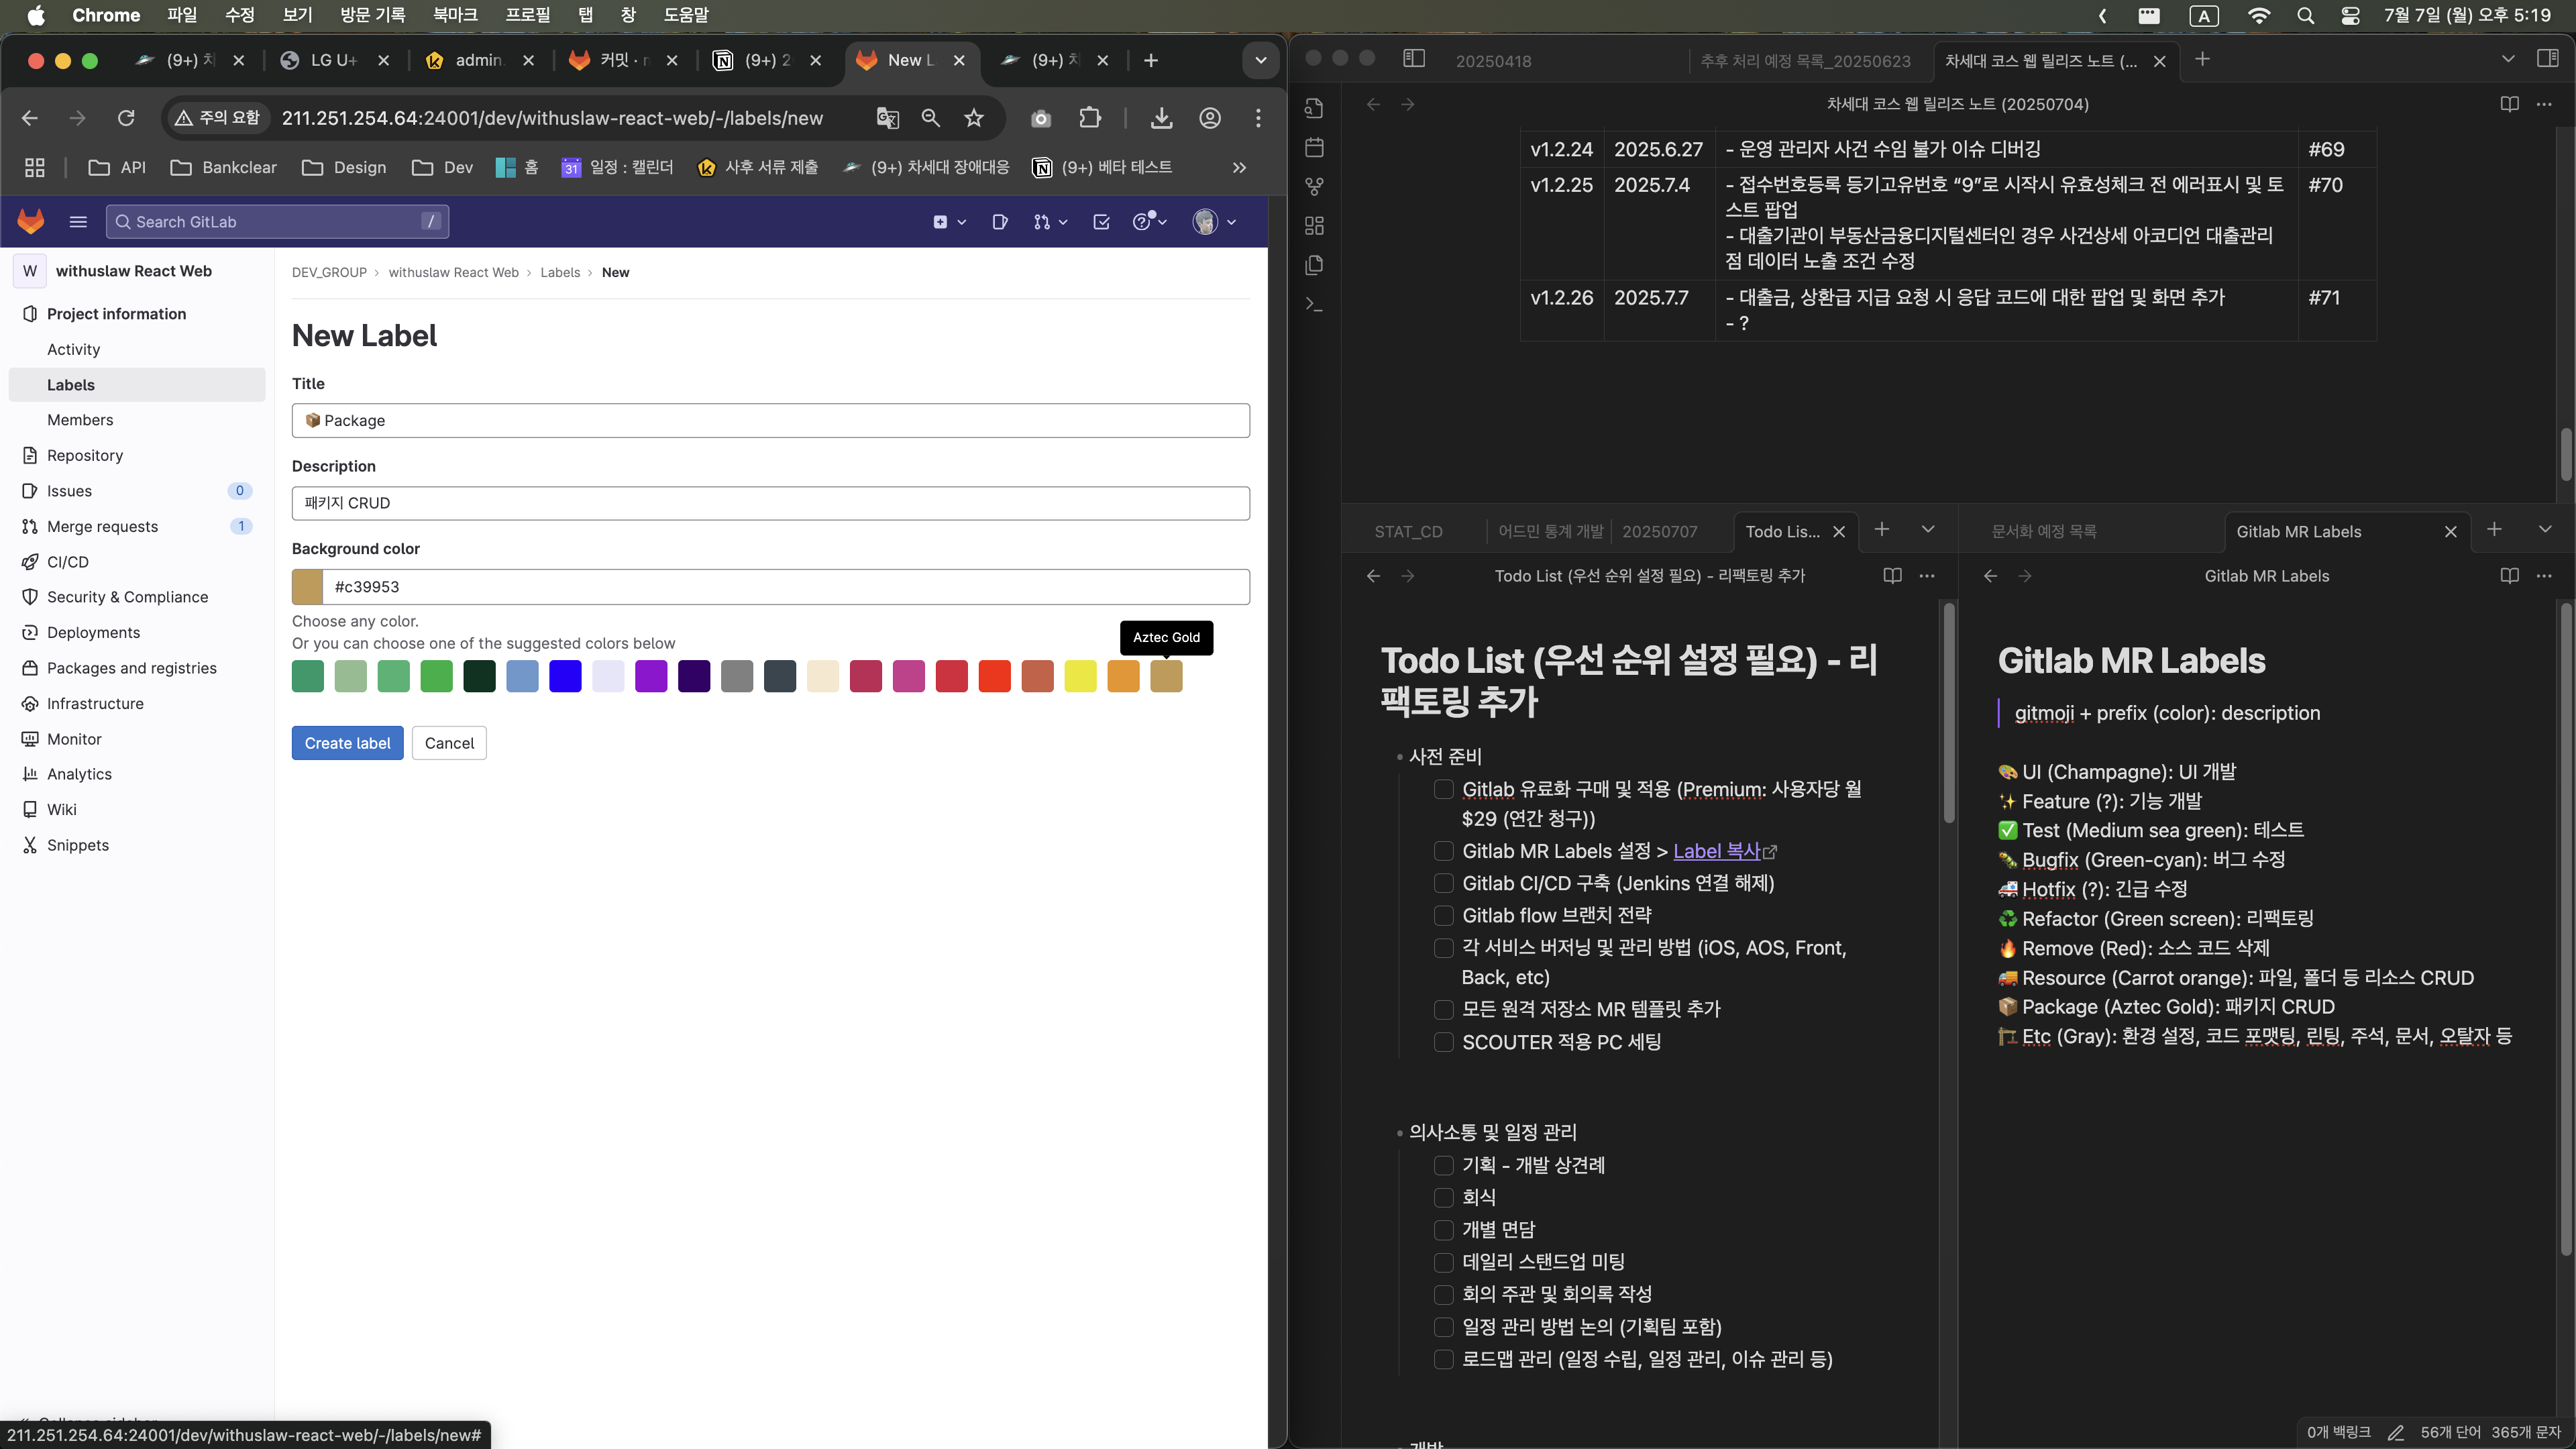 Chrome 파일 수정 보기 방문 기록 북마크 프로필 탭 창 도움말
A 7월 7일 (월) 오후 5:19
(9+) 차
LG U+
admin.
커밋 · r
(9+) 2
New L
(9+) 차
주의 요함 211.251.254.64:24001/dev/withuslaw-react-web/-/labels/new
API
Bankclear
Design
Dev
홈
31 일정 : 캘린더
사후 서류 제출
(9+) 차세대 장애대응
(9+) 베타 테스트
Search GitLab /
W withuslaw React Web
Project information
Activity
Labels
Members
Repository
Issues 0
Merge requests 1
CI/CD
Security & Compliance
Deployments
Packages and registries
Infrastructure
Monitor
Analytics
Wiki
Snippets
211.251.254.64:24001/dev/withuslaw-react-web/-/labels/new#
DEV_GROUP › withuslaw React Web › Labels › New
New Label
Title
📦 Package
Description
패키지 CRUD
Background color
#c39953
Choose any color.
Or you can choose one of the suggested colors below
Aztec Gold
Create label Cancel
20250418
추후 처리 예정 목록_20250623
차세대 코스 웹 릴리즈 노트 (...
차세대 코스 웹 릴리즈 노트 (20250704)
v1.2.24 2025.6.27 - 운영 관리자 사건 수임 불가 이슈 디버깅 #69
v1.2.25 2025.7.4 - 접수번호등록 등기고유번호 “9”로 시작시 유효성체크 전 에러표시 및 토 #70
스트 팝업
- 대출기관이 부동산금융디지털센터인 경우 사건상세 아코디언 대출관리
점 데이터 노출 조건 수정
v1.2.26 2025.7.7 - 대출금, 상환급 지급 요청 시 응답 코드에 대한 팝업 및 화면 추가 #71
- ?
STAT_CD
어드민 통계 개발
20250707
Todo Lis...
Todo List (우선 순위 설정 필요) - 리팩토링 추가
Todo List (우선 순위 설정 필요) - 리
팩토링 추가
사전 준비
Gitlab 유료화 구매 및 적용 (Premium: 사용자당 월
$29 (연간 청구))
Gitlab MR Labels 설정 > Label 복사
Gitlab CI/CD 구축 (Jenkins 연결 해제)
Gitlab flow 브랜치 전략
각 서비스 버저닝 및 관리 방법 (iOS, AOS, Front,
Back, etc)
모든 원격 저장소 MR 템플릿 추가
SCOUTER 적용 PC 세팅
의사소통 및 일정 관리
기획 - 개발 상견례
회식
개별 면담
데일리 스탠드업 미팅
회의 주관 및 회의록 작성
일정 관리 방법 논의 (기획팀 포함)
로드맵 관리 (일정 수립, 일정 관리, 이슈 관리 등)
문서화 예정 목록
Gitlab MR Labels
Gitlab MR Labels
Gitlab MR Labels
gitmoji + prefix (color): description
🎨 UI (Champagne): UI 개발
✨ Feature (?): 기능 개발
✅ Test (Medium sea green): 테스트
🐛 Bugfix (Green-cyan): 버그 수정
🚑 Hotfix (?): 긴급 수정
♻️ Refactor (Green screen): 리팩토링
🔥 Remove (Red): 소스 코드 삭제
🚚 Resource (Carrot orange): 파일, 폴더 등 리소스 CRUD
📦 Package (Aztec Gold): 패키지 CRUD
🏗️ Etc (Gray): 환경 설정, 코드 포맷팅, 린팅, 주석, 문서, 오탈자 등
0개 백링크 56개 단어 365개 문자